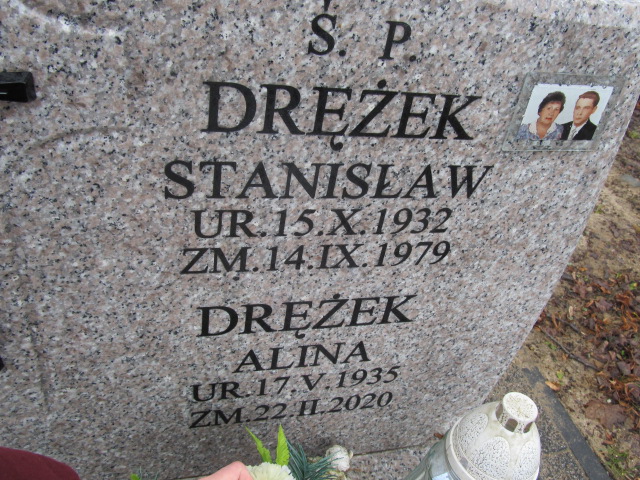 Ś. P
DRĘŻEK
STANISŁAW
UR.15.X.1932
ZM.14.IX.1979
DRĘŻEK
ALINA
UR.17.V.1935
ZM.22.II.2020